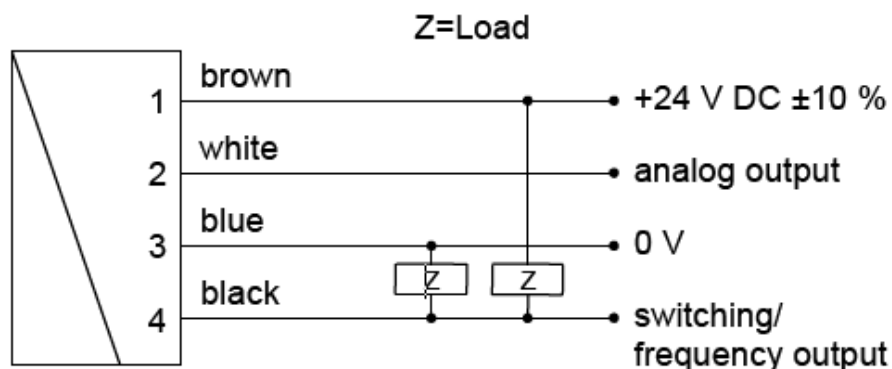 Z=Load
1 brown +24 V DC ±10 %
2 white analog output
3 blue 0 V
Z Z
4 black switching/
frequency output